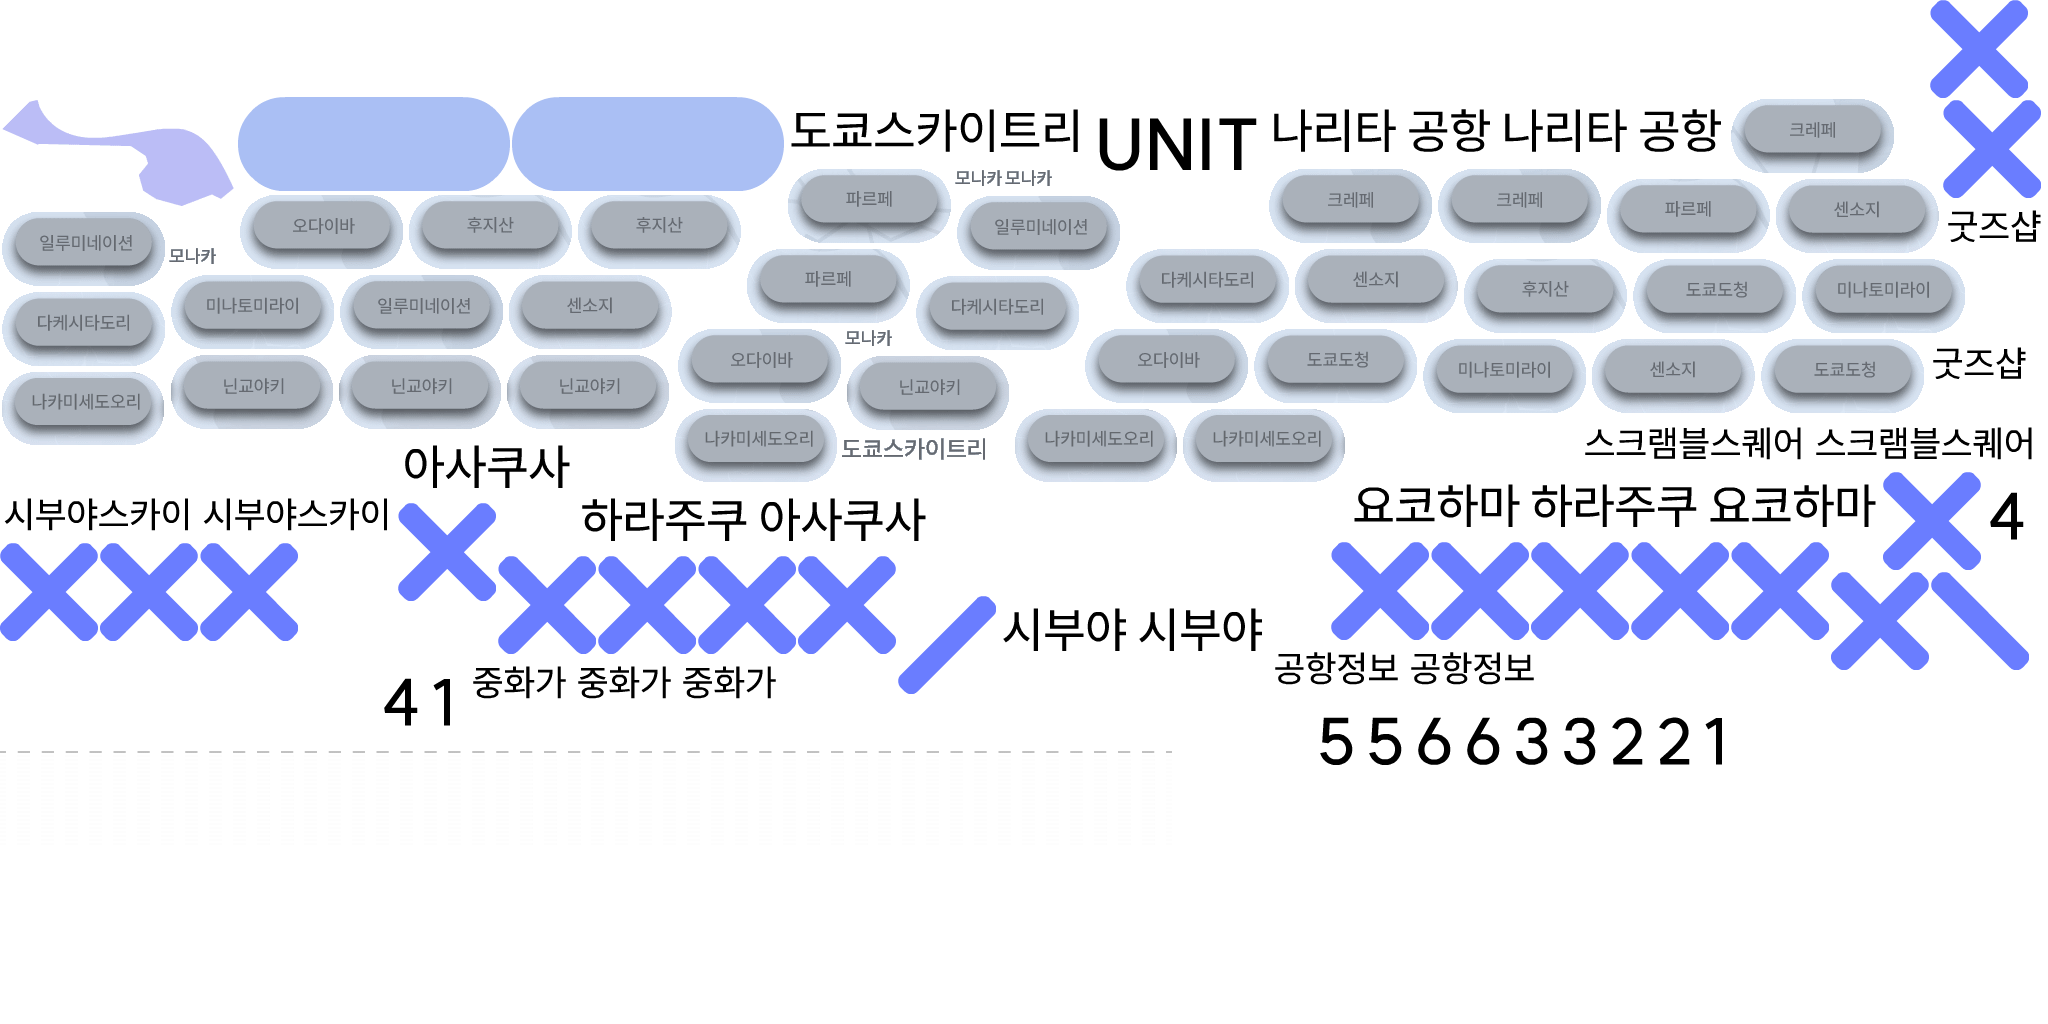 도쿄스카이트리 UNIT 나리타 공항 나리타 공항 크레페
모나카 모나카
파르페 크레페 크레페 파르페 센소지
오다이바 후지산 후지산 일루미네이션 굿즈샵
일루미네이션 모나카
파르페 다케시타도리 센소지 후지산 도쿄도청 미나토미라이
미나토미라이 일루미네이션 센소지 다케시타도리
다케시타도리 모나카
오다이바 오다이바 도쿄도청 미나토미라이 센소지 도쿄도청 굿즈샵
닌교야키 닌교야키 닌교야키 닌교야키
나카미세도오리
나카미세도오리 도쿄스카이트리 나카미세도오리 나카미세도오리 스크램블스퀘어 스크램블스퀘어
아사쿠사
시부야스카이 시부야스카이 하라주쿠 아사쿠사 요코하마 하라주쿠 요코하마 4
시부야 시부야
공항정보 공항정보
4 1 중화가 중화가 중화가
5 5 6 6 3 3 2 2 1